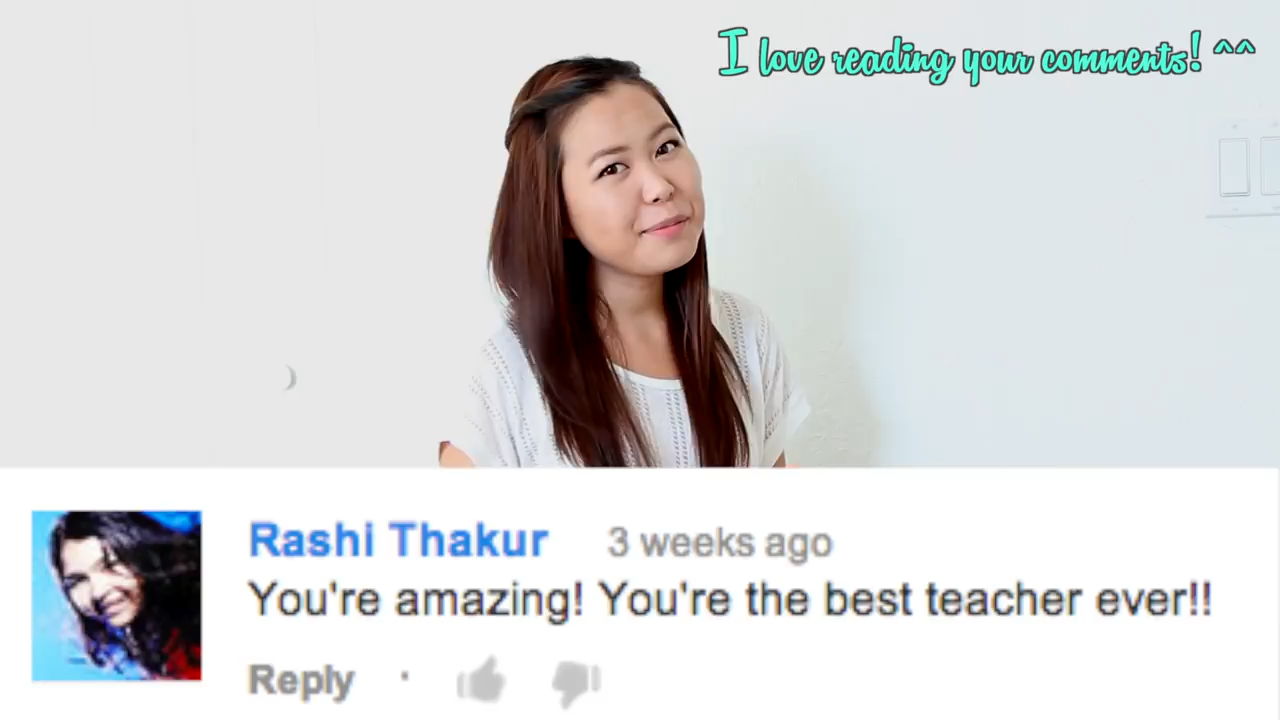 I love reading your comments! ^^
Rashi Thakur 3 weeks ago
You're amazing! You're the best teacher ever!!
Reply ·